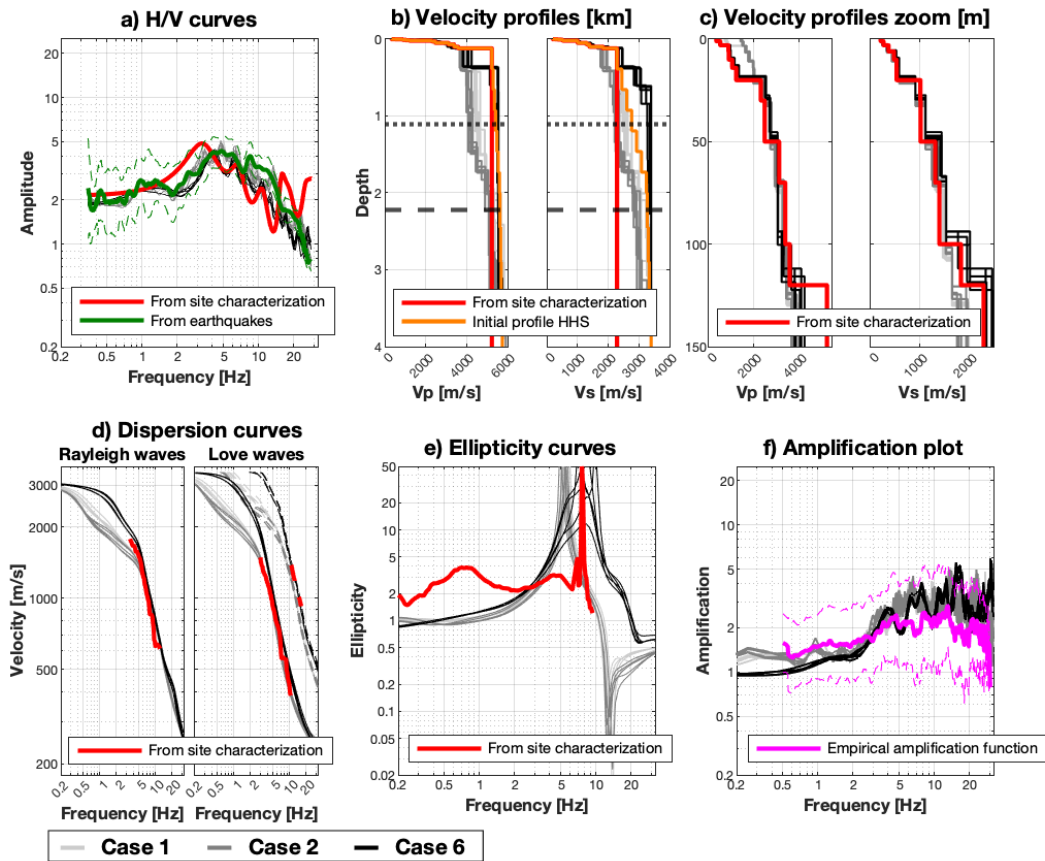 a) H/V curves
20
10
5
2
1
0.5
0.2
Amplitude
0.2
0.5
1
2
5
10
20
Frequency [Hz]
From site characterization
From earthquakes
b) Velocity profiles [km]
0
1
2
3
4
Depth
2000
4000
6000
Vp [m/s]
0
1000
2000
3000
4000
Vs [m/s]
From site characterization
Initial profile HHS
c) Velocity profiles zoom [m]
0
50
100
150
2000
4000
Vp [m/s]
1000
2000
Vs [m/s]
From site characterization
d) Dispersion curves
Rayleigh waves
Love waves
3000
2000
1000
500
200
Velocity [m/s]
0.2
0.5
1
2
5
10
20
Frequency [Hz]
0.2
0.5
1
2
5
10
20
Frequency [Hz]
From site characterization
e) Ellipticity curves
50
20
10
5
2
1
0.5
0.2
0.1
0.05
0.02
Ellipticity
0.2
0.5
1
2
5
10
20
Frequency [Hz]
From site characterization
f) Amplification plot
20
10
5
2
1
0.5
0.2
Amplification
0.2
0.5
1
2
5
10
20
Frequency [Hz]
Empirical amplification function
Case 1
Case 2
Case 6